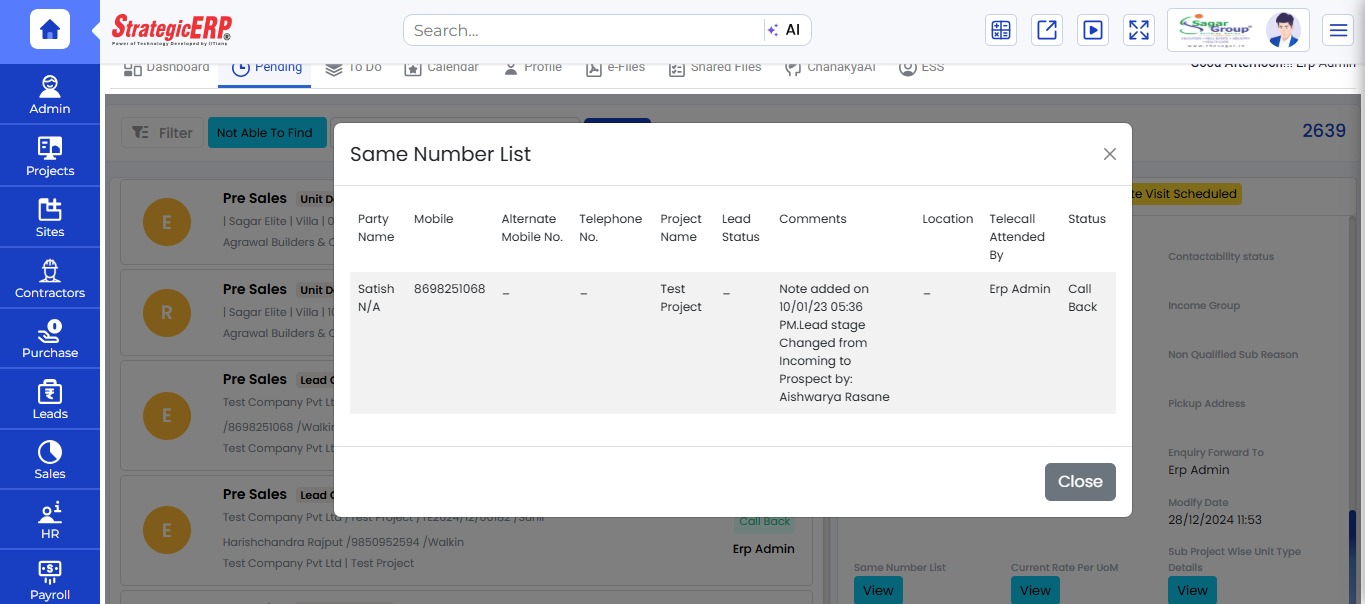 StrategicERP®
Power of Technology Developed by IITians
Search...
AI
Sagar Group
Admin
Projects
Sites
Contractors
Purchase
Leads
Sales
HR
Payroll
Dashboard
Pending
To Do
Calendar
Profile
e-Files
Shared Files
ChanakyaAI
ESS
Good Afternoon!!! Erp Admin
Filter
Not Able To Find
2639
Pre Sales Unit D
| Sagar Elite | Villa | 0
Agrawal Builders & C
E
Pre Sales Unit D
| Sagar Elite | Villa | 10
Agrawal Builders & C
R
Pre Sales Lead
Test Company Pvt Lt
/8698251068 /Walkin
Test Company Pvt Lt
E
Pre Sales Lead
Test Company Pvt Ltd / Test Project / TE2024/12/00182 /Sunil
Harishchandra Rajput /9850952594 /Walkin
Test Company Pvt Ltd | Test Project
E
Call Back
Erp Admin
Same Number List
Party Name
Mobile
Alternate Mobile No.
Telephone No.
Project Name
Lead Status
Comments
Location
Telecall Attended By
Status
Satish N/A
8698251068
_
_
Test Project
_
Note added on
10/01/23 05:36
PM.Lead stage
Changed from
Incoming to
Prospect by:
Aishwarya Rasane
_
Erp Admin
Call Back
Close
te Visit Scheduled
Contactability status
Income Group
Non Qualified Sub Reason
Pickup Address
Enquiry Forward To
Erp Admin
Modify Date
28/12/2024 11:53
Same Number List
View
Current Rate Per UoM
View
Sub Project Wise Unit Type
Details
View